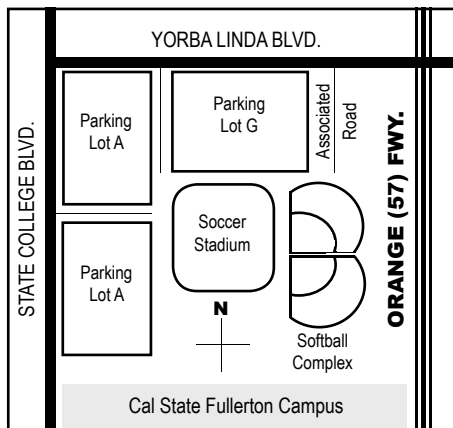 YORBA LINDA BLVD.
STATE COLLEGE BLVD.
Parking
Lot A
Parking
Lot G
Associated
Road
ORANGE (57) FWY.
Soccer
Stadium
Parking
Lot A
N
Softball
Complex
Cal State Fullerton Campus